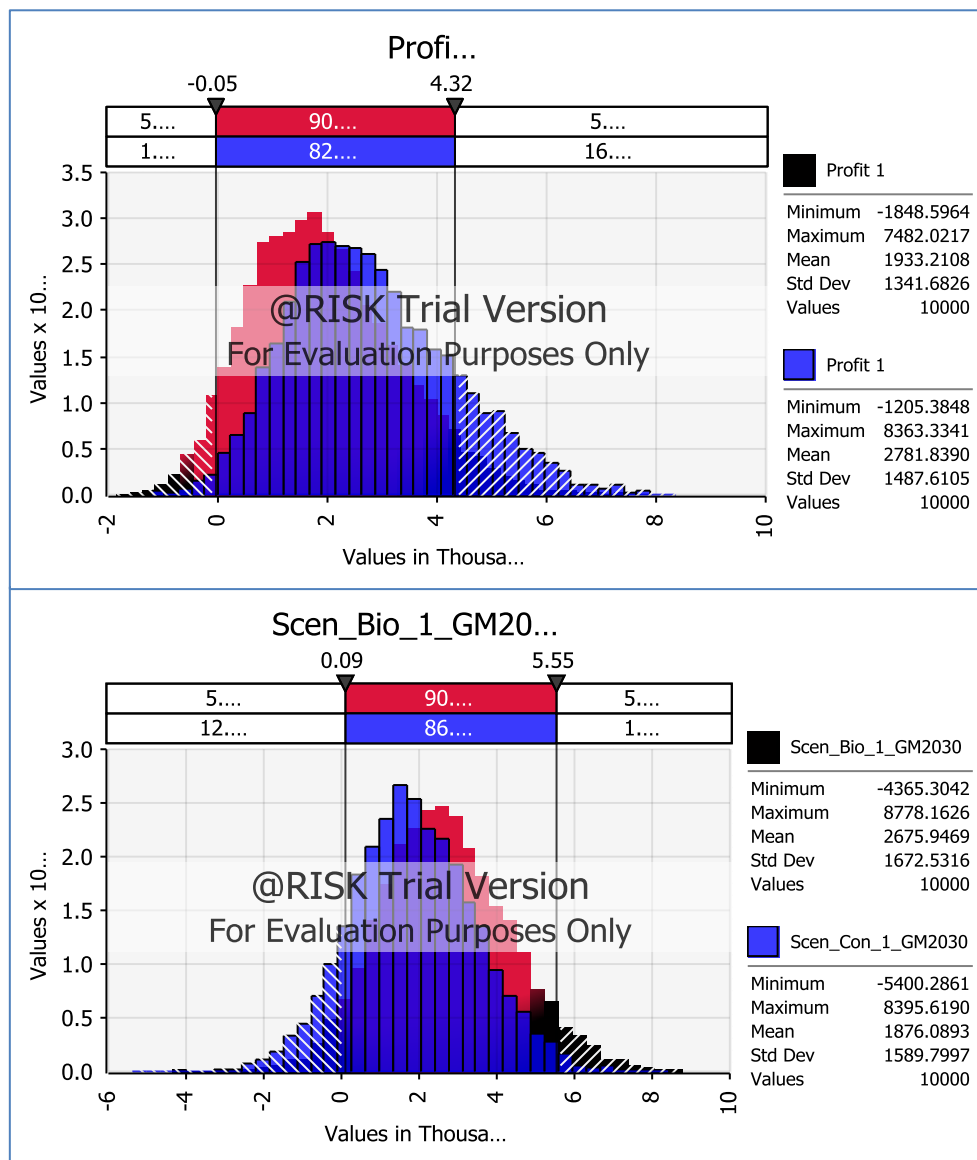 Profi...
-0.05 4.32
5.... 90.... 5....
1.... 82.... 16....
3.5
3.0
2.5
2.0
1.5
1.0
0.5
0.0
Values x 10...
-2 0 2 4 6 8 10
Values in Thousa...
@RISK Trial Version
For Evaluation Purposes Only
Profit 1
Minimum -1848.5964
Maximum 7482.0217
Mean 1933.2108
Std Dev 1341.6826
Values 10000
Profit 1
Minimum -1205.3848
Maximum 8363.3341
Mean 2781.8390
Std Dev 1487.6105
Values 10000
Scen_Bio_1_GM20...
0.09 5.55
5.... 90.... 5....
12.... 86.... 1....
3.0
2.5
2.0
1.5
1.0
0.5
0.0
Values x 10...
-6 -4 -2 0 2 4 6 8 10
Values in Thousa...
@RISK Trial Version
For Evaluation Purposes Only
Scen_Bio_1_GM2030
Minimum -4365.3042
Maximum 8778.1626
Mean 2675.9469
Std Dev 1672.5316
Values 10000
Scen_Con_1_GM2030
Minimum -5400.2861
Maximum 8395.6190
Mean 1876.0893
Std Dev 1589.7997
Values 10000